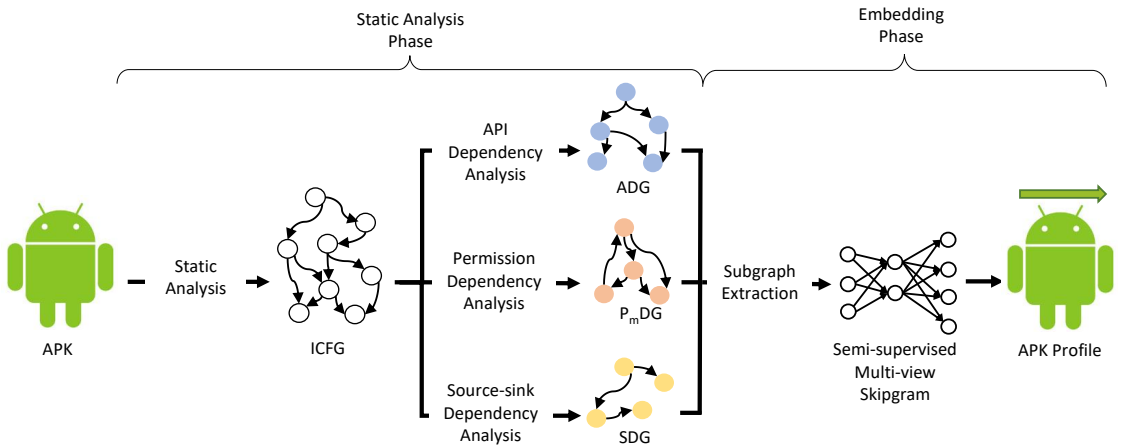 Static Analysis
Phase
Embedding
Phase
APK
Static
Analysis
ICFG
API
Dependency
Analysis
ADG
Permission
Dependency
Analysis
PmDG
Source-sink
Dependency
Analysis
SDG
Subgraph
Extraction
Semi-supervised
Multi-view
Skipgram
APK Profile